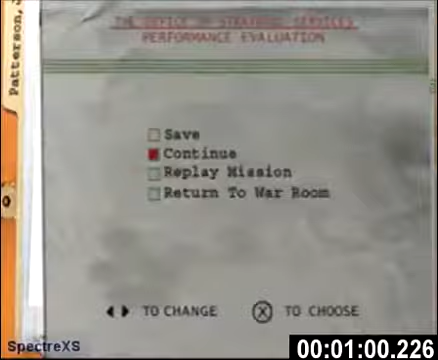 Patterson, J
THE OFFICE OF STRATEGIC SERVICES
PERFORMANCE EVALUATION
Save
Continue
Replay Mission
Return To War Room
TO CHANGE
X TO CHOOSE
SpectreXS
00:01:00.226